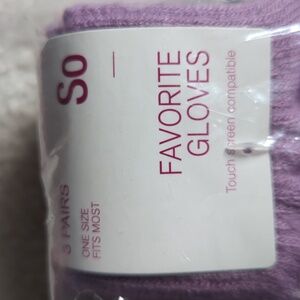 So
3 PAIRS
ONE SIZE
FITS MOST
FAVORITE
GLOVES
Touch screen compatible